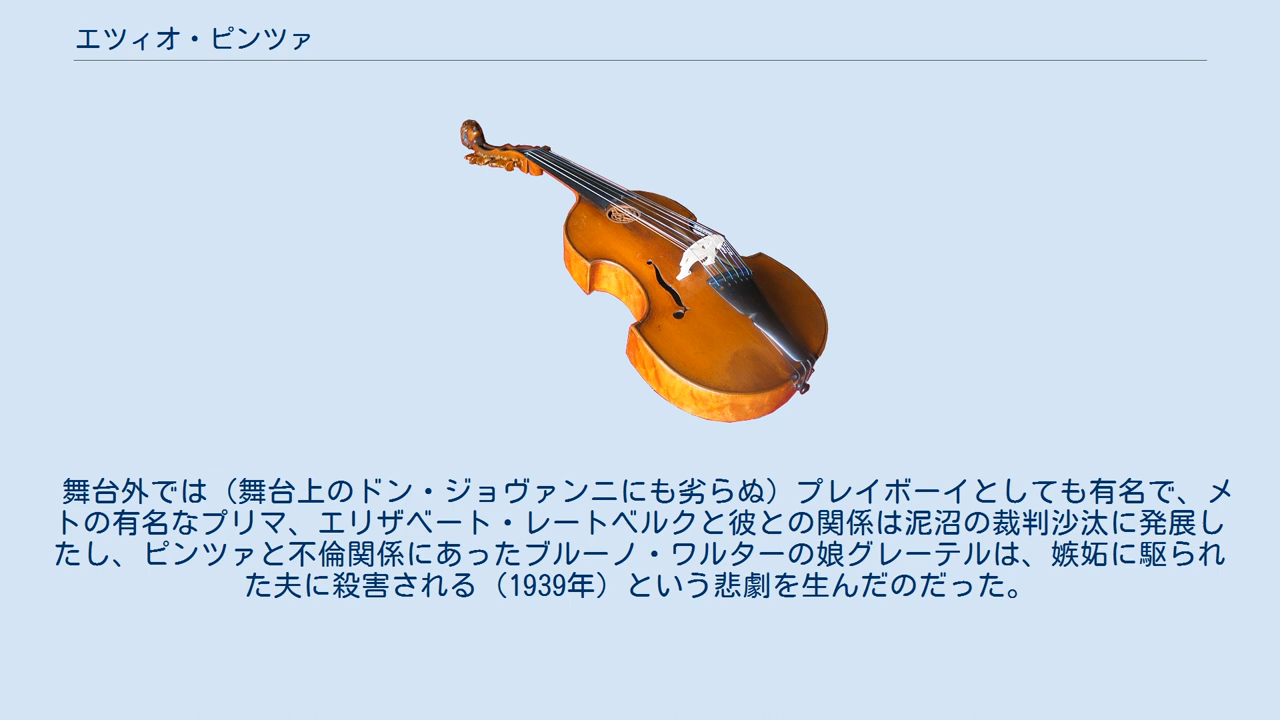 エツィオ・ピンツァ
舞台外では（舞台上のドン・ジョヴァンニにも劣らぬ）プレイボーイとしても有名で、メ
トの有名なプリマ、エリザベート・レートベルクと彼との関係は泥沼の裁判沙汰に発展し
たし、ピンツァと不倫関係にあったブルーノ・ワルターの娘グレーテルは、嫉妬に駆られ
た夫に殺害される（1939年）という悲劇を生んだのだった。